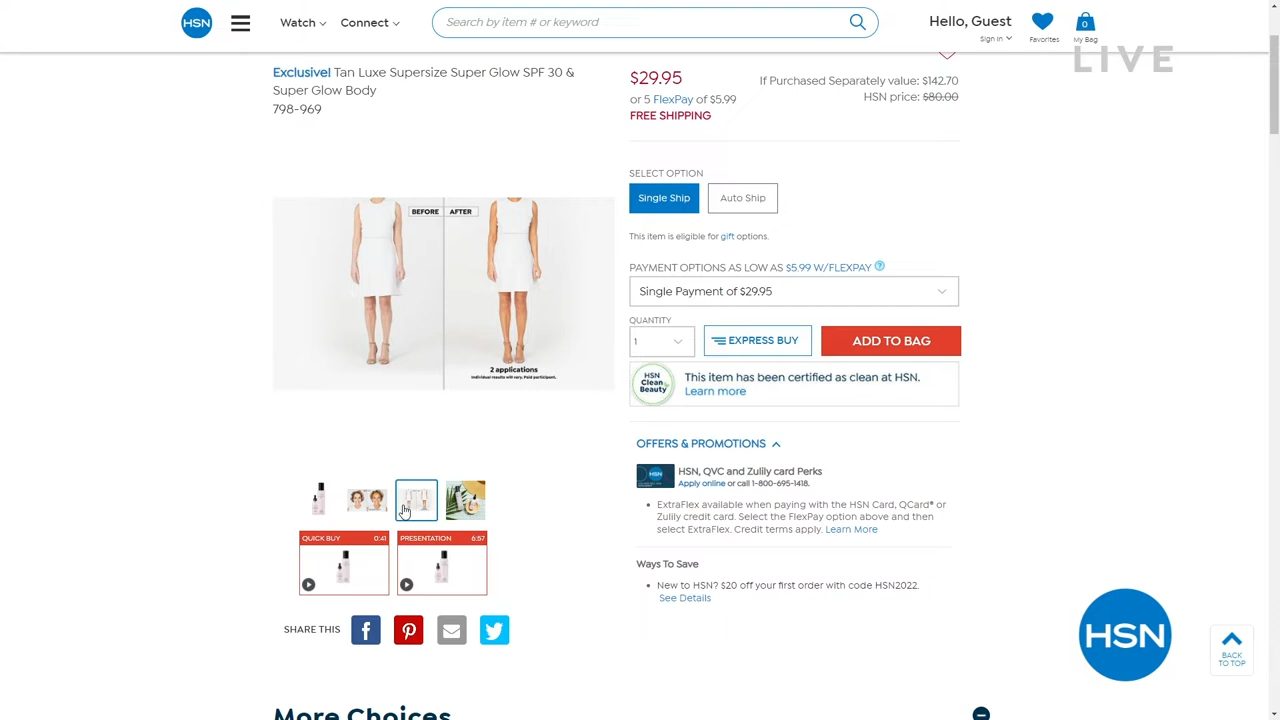 HSN
Watch
Connect
Search by item # or keyword
Hello, Guest
Sign In
Favorites
0
My Bag
LIVE
Exclusive! Tan Luxe Supersize Super Glow SPF 30 &
Super Glow Body
798-969
$29.95
or 5 FlexPay of $5.99
FREE SHIPPING
If Purchased Separately value: $142.70
HSN price: $80.00
SELECT OPTION
Single Ship
Auto Ship
This item is eligible for gift options.
PAYMENT OPTIONS AS LOW AS $5.99 W/FLEXPAY ?
Single Payment of $29.95
QUANTITY
1
EXPRESS BUY
ADD TO BAG
HSN
Clean
Beauty
This item has been certified as clean at HSN.
Learn more
BEFORE
AFTER
2 applications
Individual results will vary. Paid participant.
OFFERS & PROMOTIONS
HSN, QVC and Zulily card Perks
Apply online or call 1-800-695-1418.
• ExtraFlex available when paying with the HSN Card, QCard® or
Zulily credit card. Select the FlexPay option above and then
select ExtraFlex. Credit terms apply. Learn More
Ways To Save
• New to HSN? $20 off your first order with code HSN2022.
See Details
QUICK BUY 0:41
PRESENTATION 6:57
SHARE THIS
HSN
BACK
TO TOP
More Choices